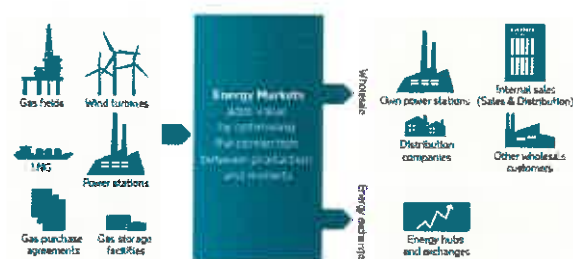 Gas fields
Wind turbines
LNG
Power stations
Gas purchase
agreements
Gas storage
facilities
Energy Markets
adds value
by optimising
the connection
between production
and markets
Wholesale
Own power stations
Internal sales
(Sales & Distribution)
Distribution
companies
Other wholesale
customers
Energy exchange
Energy hubs
and exchanges